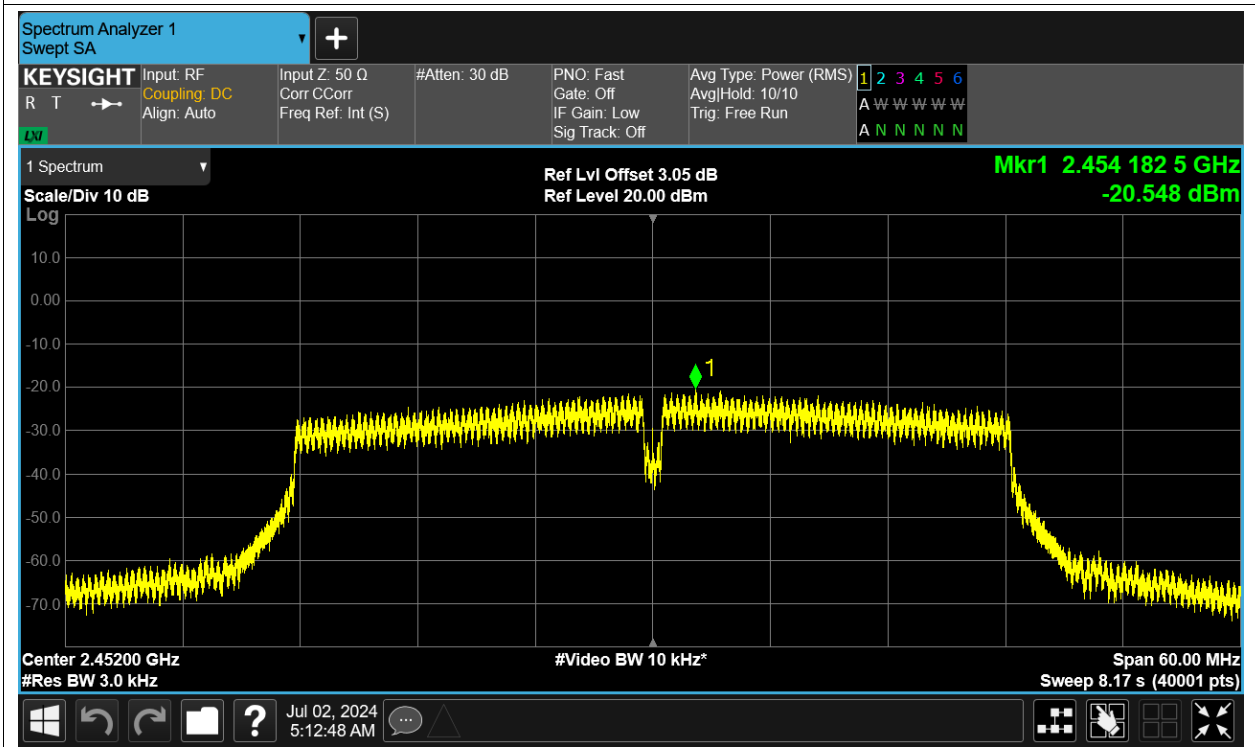 Spectrum Analyzer 1
Swept SA
KEYSIGHT
R T
LXI
Input: RF
Coupling: DC
Align: Auto
Input Z: 50 Ω
Corr CCorr
Freq Ref: Int (S)
#Atten: 30 dB
PNO: Fast
Gate: Off
IF Gain: Low
Sig Track: Off
Avg Type: Power (RMS)
Avg|Hold: 10/10
Trig: Free Run
1 2 3 4 5 6
A W W W W W
A N N N N N
1 Spectrum
Scale/Div 10 dB
Log
Ref Lvl Offset 3.05 dB
Ref Level 20.00 dBm
Mkr1 2.454 182 5 GHz
-20.548 dBm
10.0
0.00
-10.0
-20.0
-30.0
-40.0
-50.0
-60.0
-70.0
1
Center 2.45200 GHz
#Res BW 3.0 kHz
#Video BW 10 kHz*
Span 60.00 MHz
Sweep 8.17 s (40001 pts)
?
Jul 02, 2024
5:12:48 AM